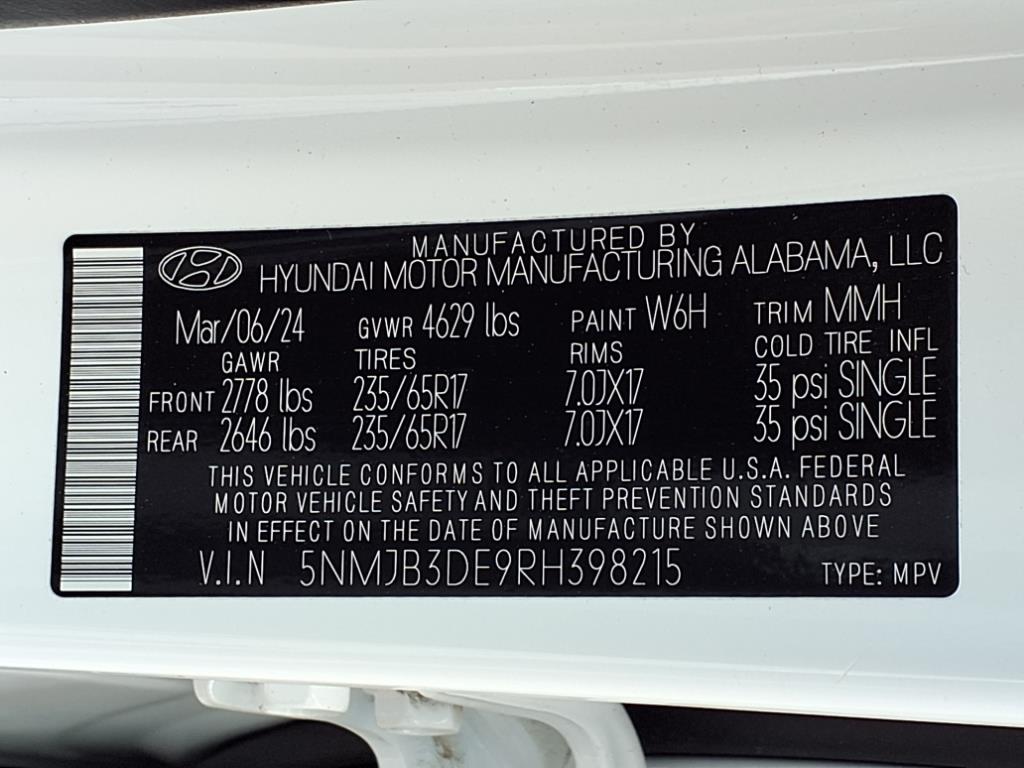 MANUFACTURED BY
HYUNDAI MOTOR MANUFACTURING ALABAMA, LLC
Mar/06/24 GVWR 4629 lbs PAINT W6H TRIM MMH
GAWR TIRES RIMS COLD TIRE INFL
FRONT 2778 lbs 235/65R17 7.0JX17 35 psi SINGLE
REAR 2646 lbs 235/65R17 7.0JX17 35 psi SINGLE
THIS VEHICLE CONFORMS TO ALL APPLICABLE U.S.A. FEDERAL
MOTOR VEHICLE SAFETY AND THEFT PREVENTION STANDARDS
IN EFFECT ON THE DATE OF MANUFACTURE SHOWN ABOVE
V.I.N 5NMJB3DE9RH398215 TYPE: MPV